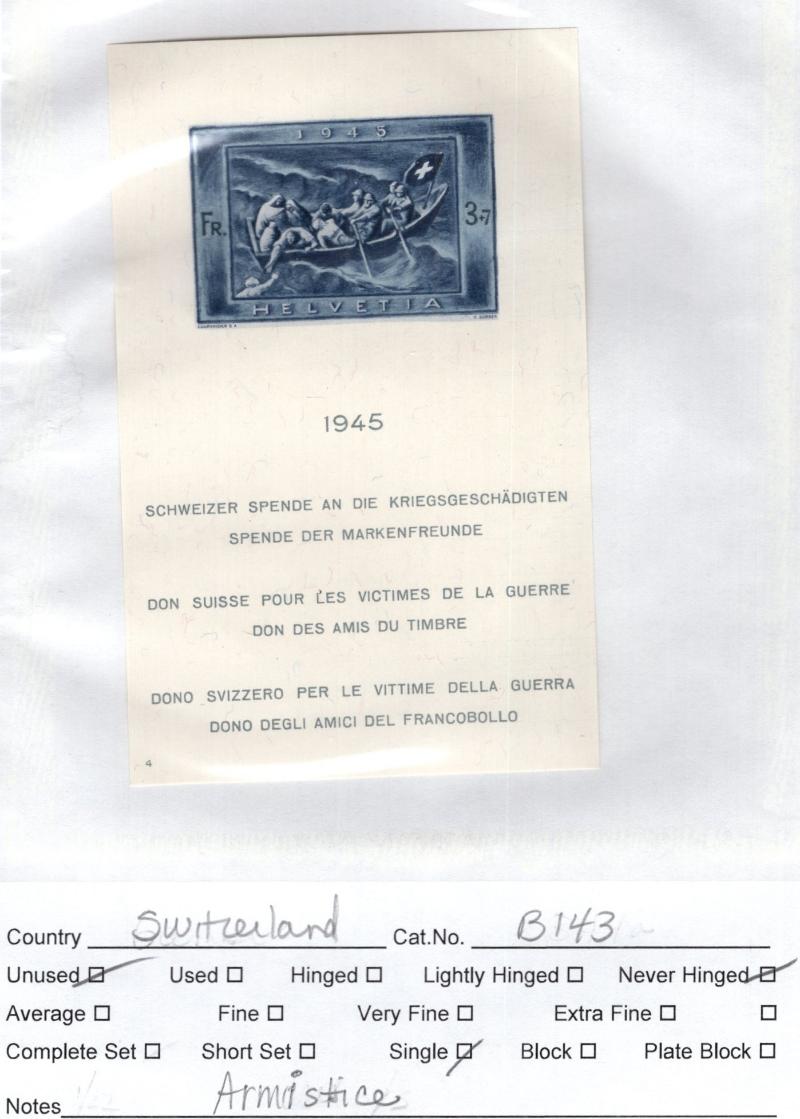 1945
FR. 3+7
HELVETIA
COURVOISIER S.A.
1945
SCHWEIZER SPENDE AN DIE KRIEGSGESCHÄDIGTEN
SPENDE DER MARKENFREUNDE
DON SUISSE POUR LES VICTIMES DE LA GUERRE
DON DES AMIS DU TIMBRE
DONO SVIZZERO PER LE VITTIME DELLA GUERRA
DONO DEGLI AMICI DEL FRANCOBOLLO
4
Country Switzerland Cat.No. B143
Unused Used Hinged Lightly Hinged Never Hinged
Average Fine Very Fine Extra Fine
Complete Set Short Set Single Block Plate Block
Notes Armistice